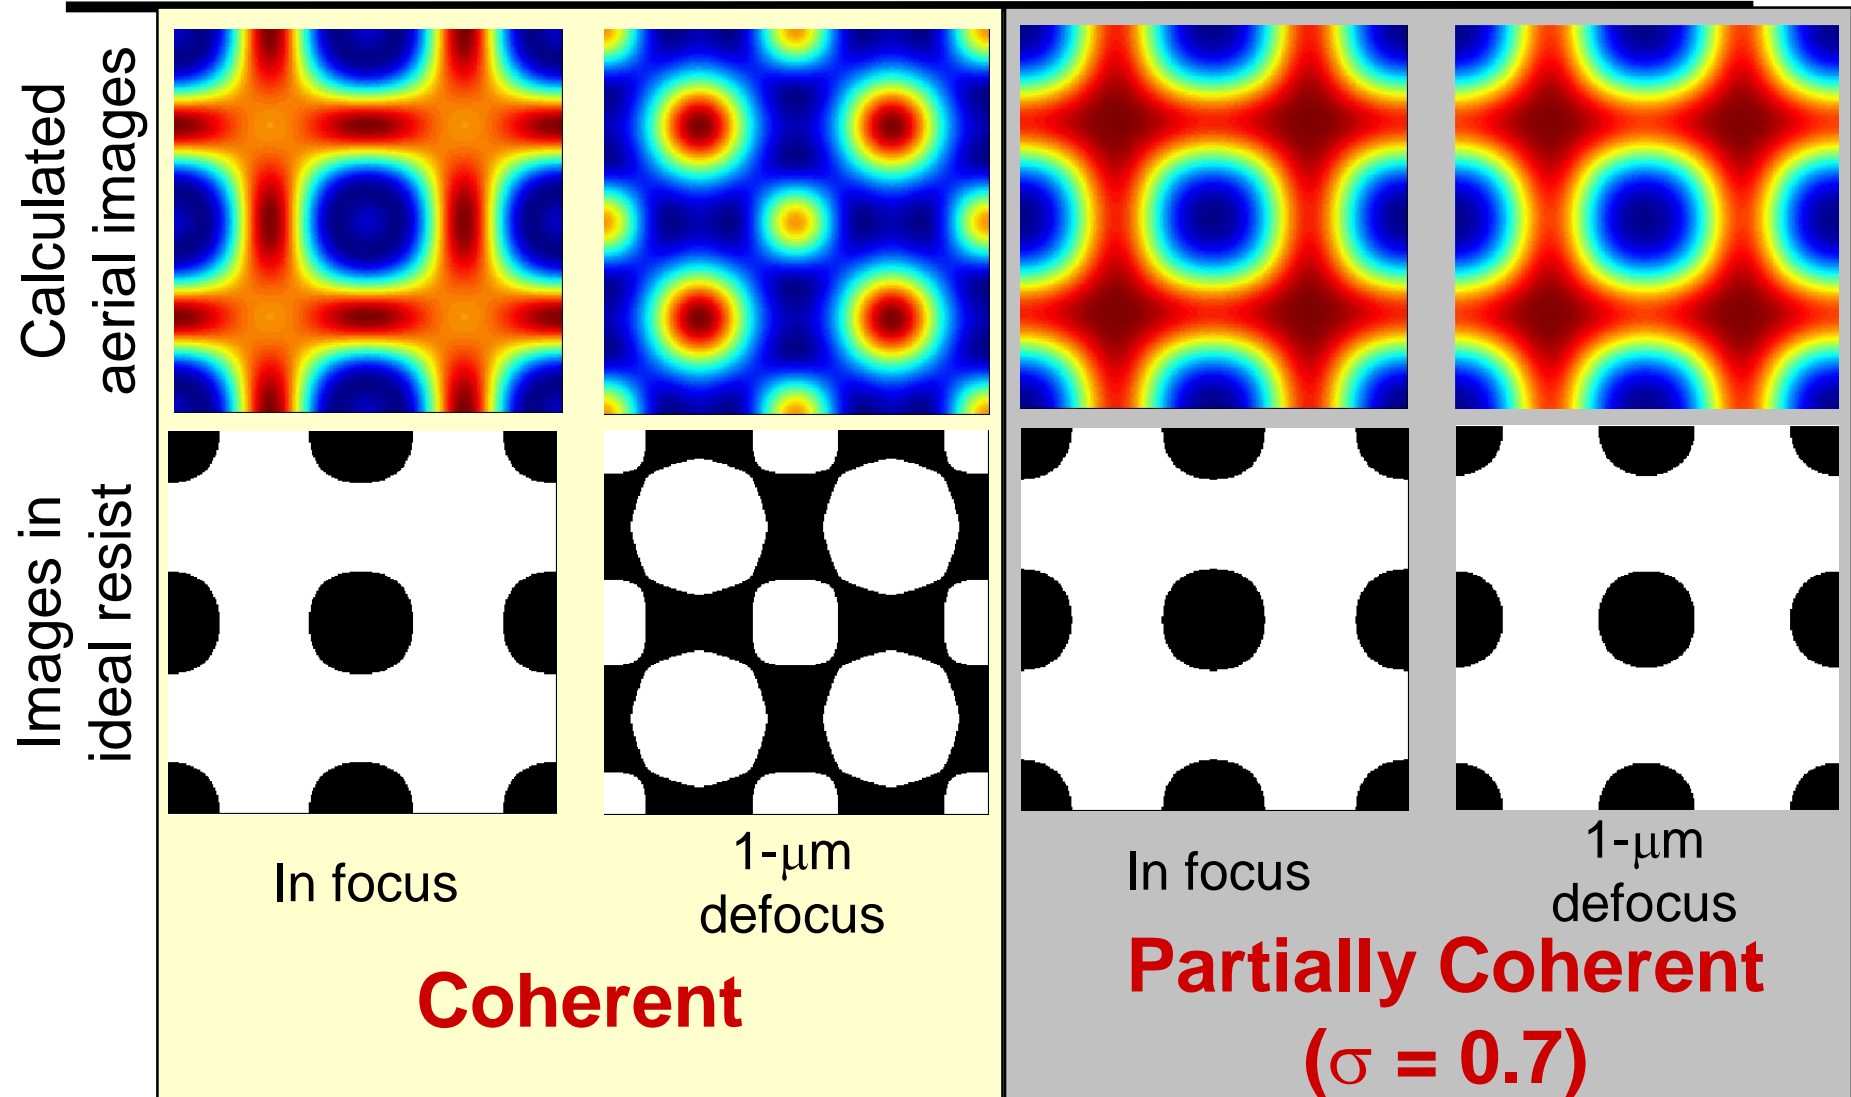 Calculated
aerial images
Images in
ideal resist
In focus
1-μm
defocus
In focus
1-μm
defocus
Coherent
Partially Coherent
(σ = 0.7)